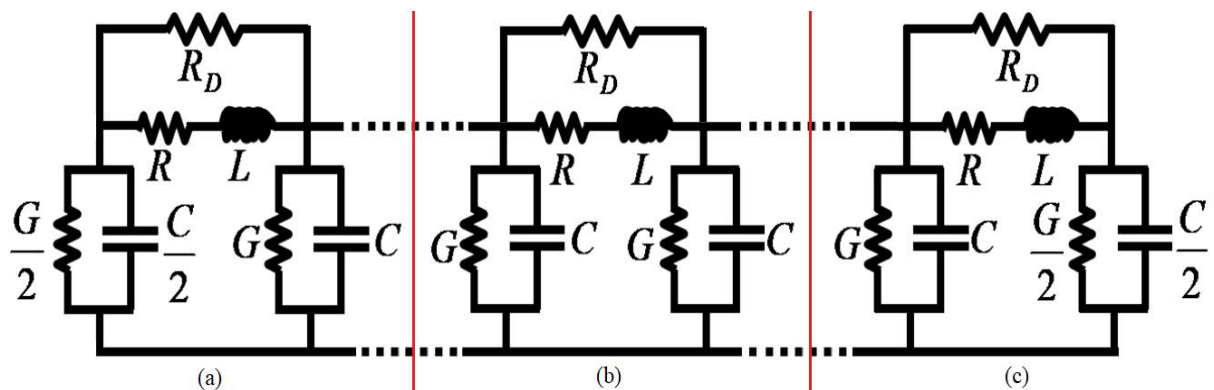 R_D R_D R_D
R L R L R L
G/2 C/2 G C G C G C G C G/2 C/2
(a) (b) (c)